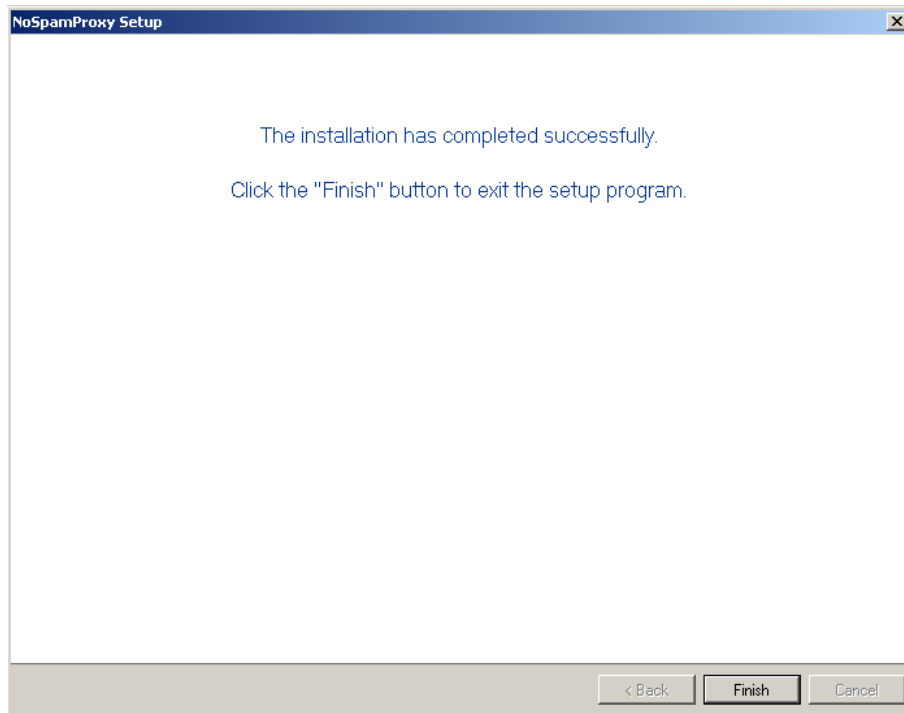 NoSpamProxy Setup
The installation has completed successfully.
Click the "Finish" button to exit the setup program.
< Back
Finish
Cancel